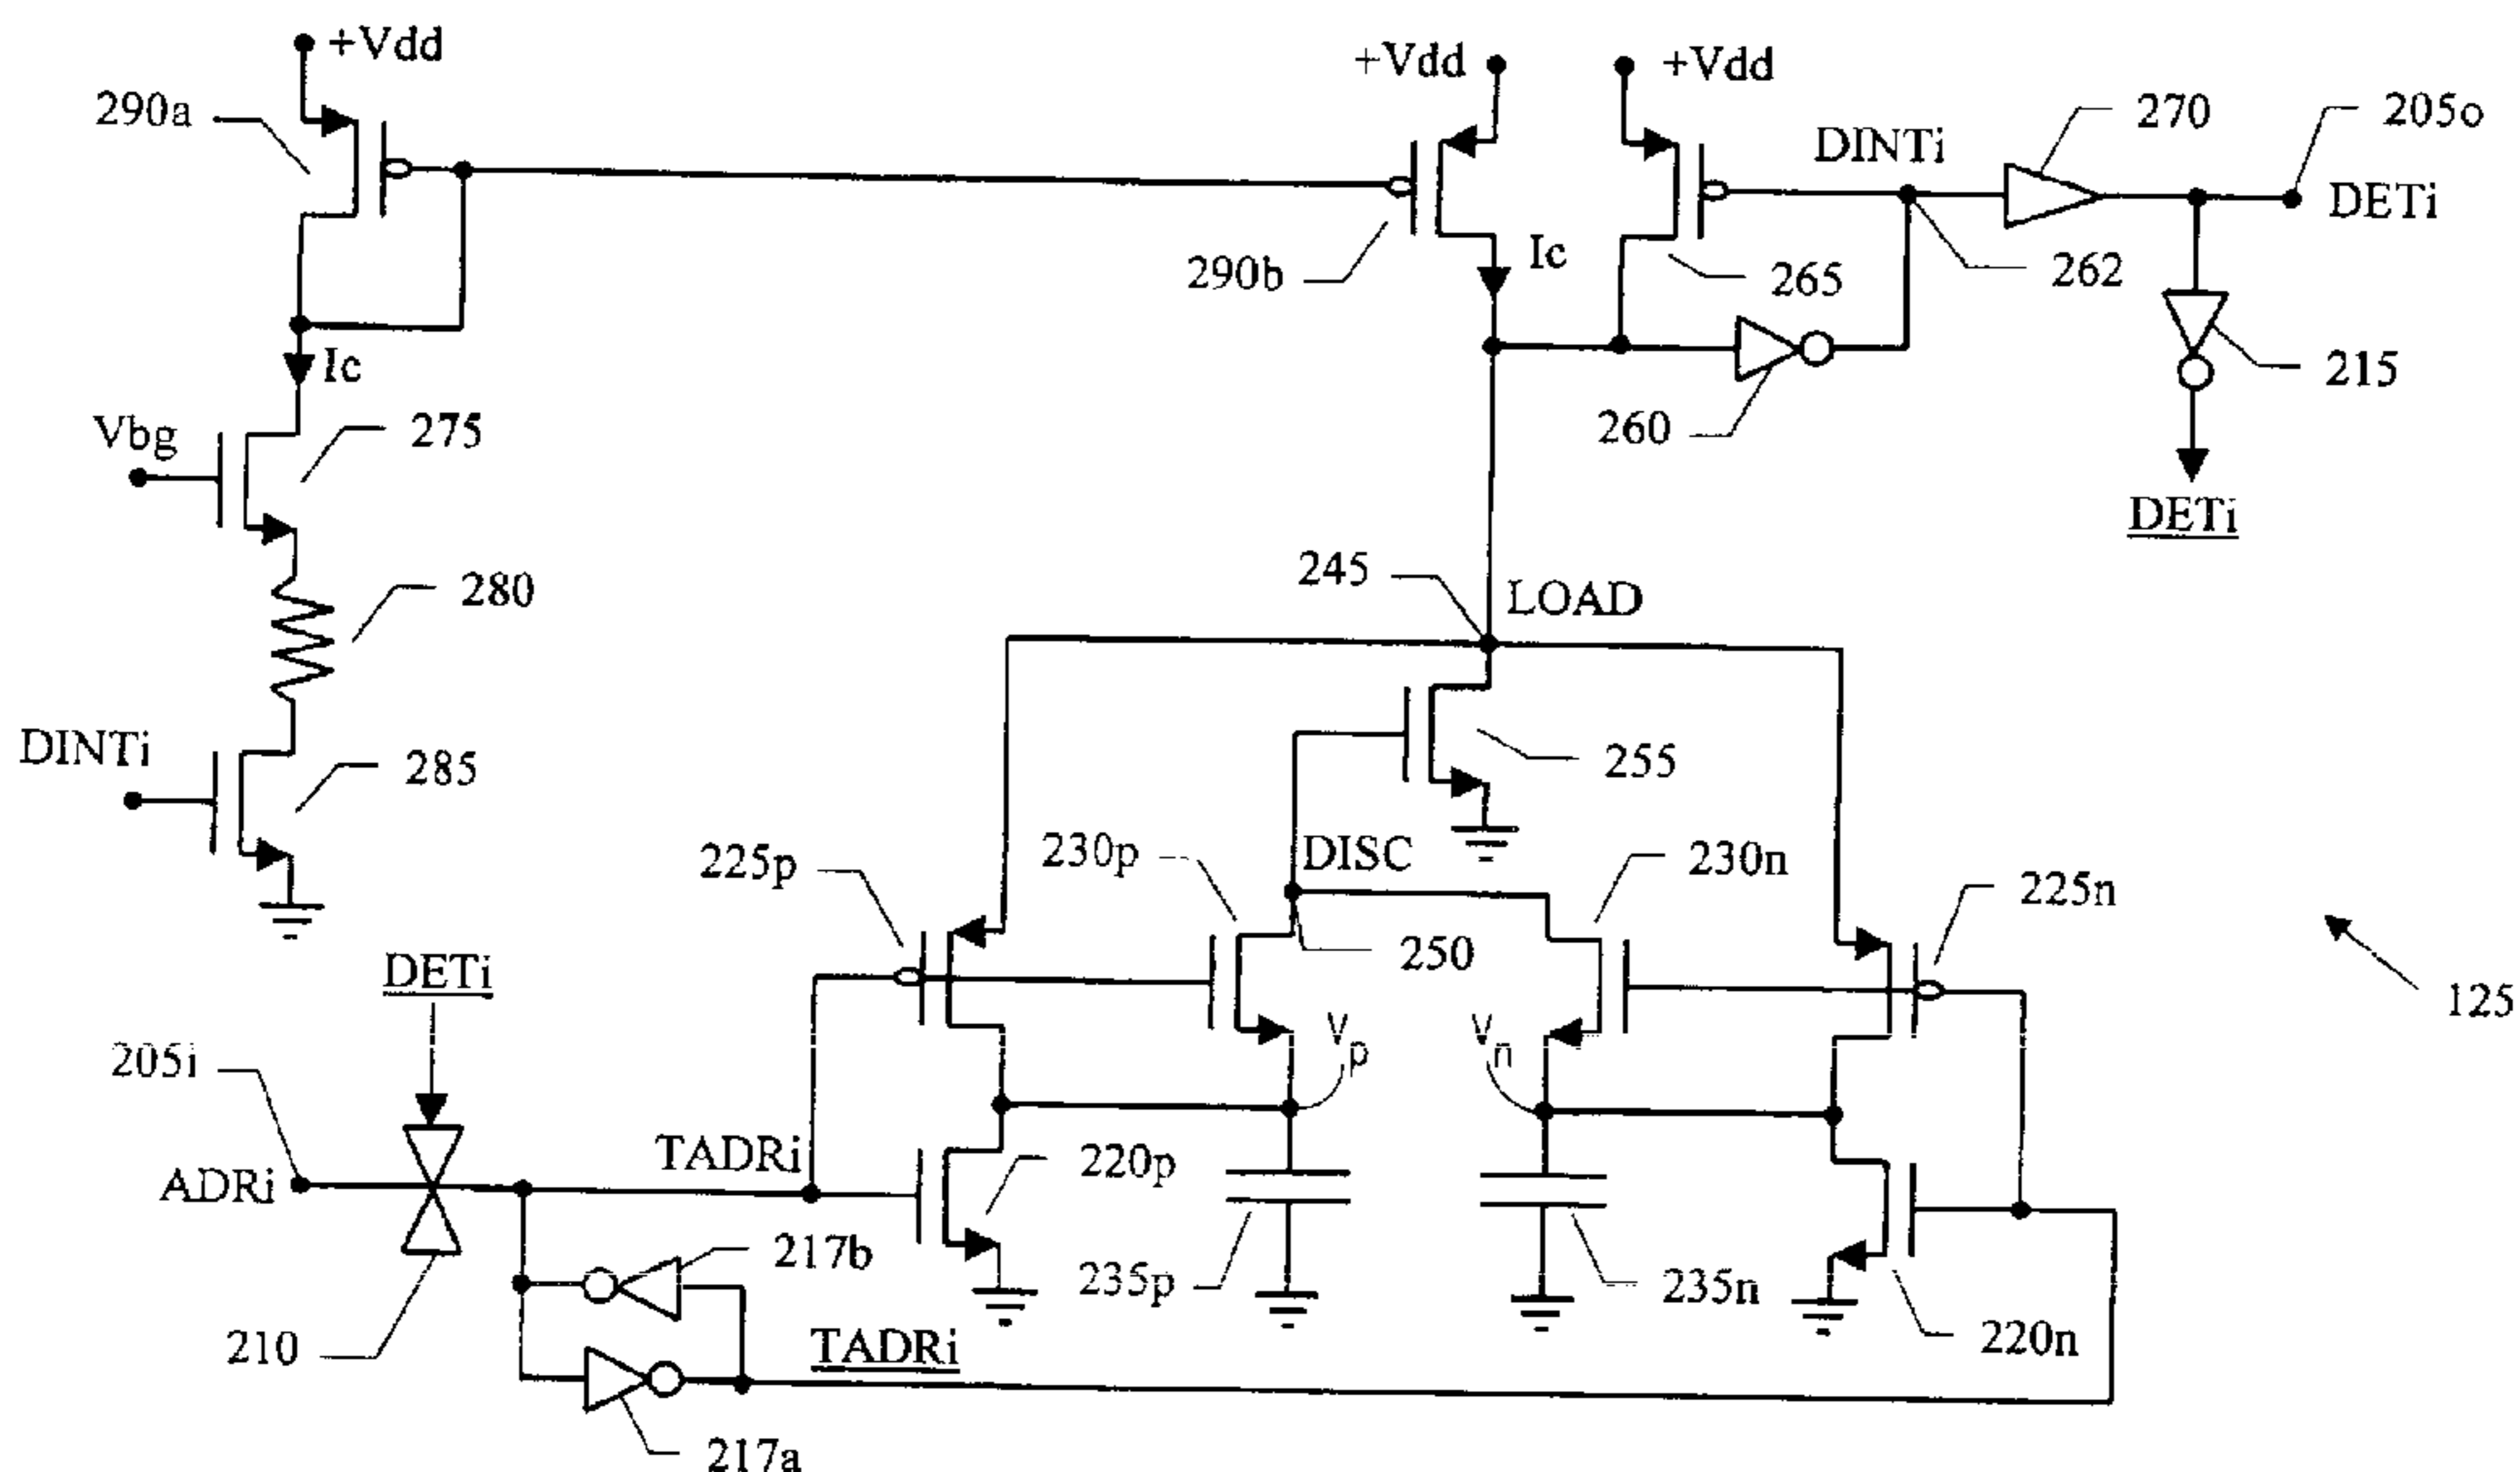 +Vdd
+Vdd
+Vdd
290a
270
205o
DINTi
DETi
290b
Ic
265
262
Ic
215
Vbg
275
260
DETi
245
LOAD
280
DINTi
285
255
225p
230p
DISC
230n
225n
250
DETi
125
205i
Vp
Vn
TADRi
220p
ADRi
217b
235p
235n
210
TADRi
220n
217a